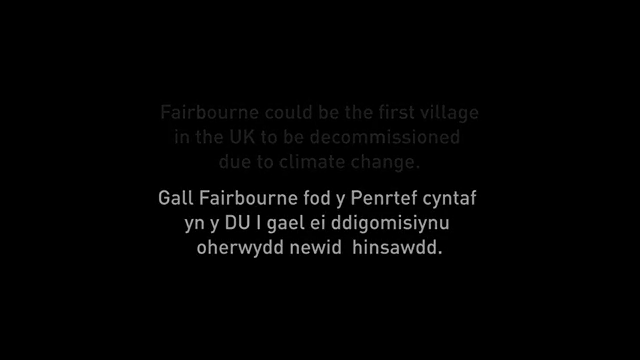 Fairbourne could be the first village
in the UK to be decommissioned
due to climate change.
Gall Fairbourne fod y Penrtef cyntaf
yn y DU I gael ei ddigomisiynu
oherwydd newid hinsawdd.